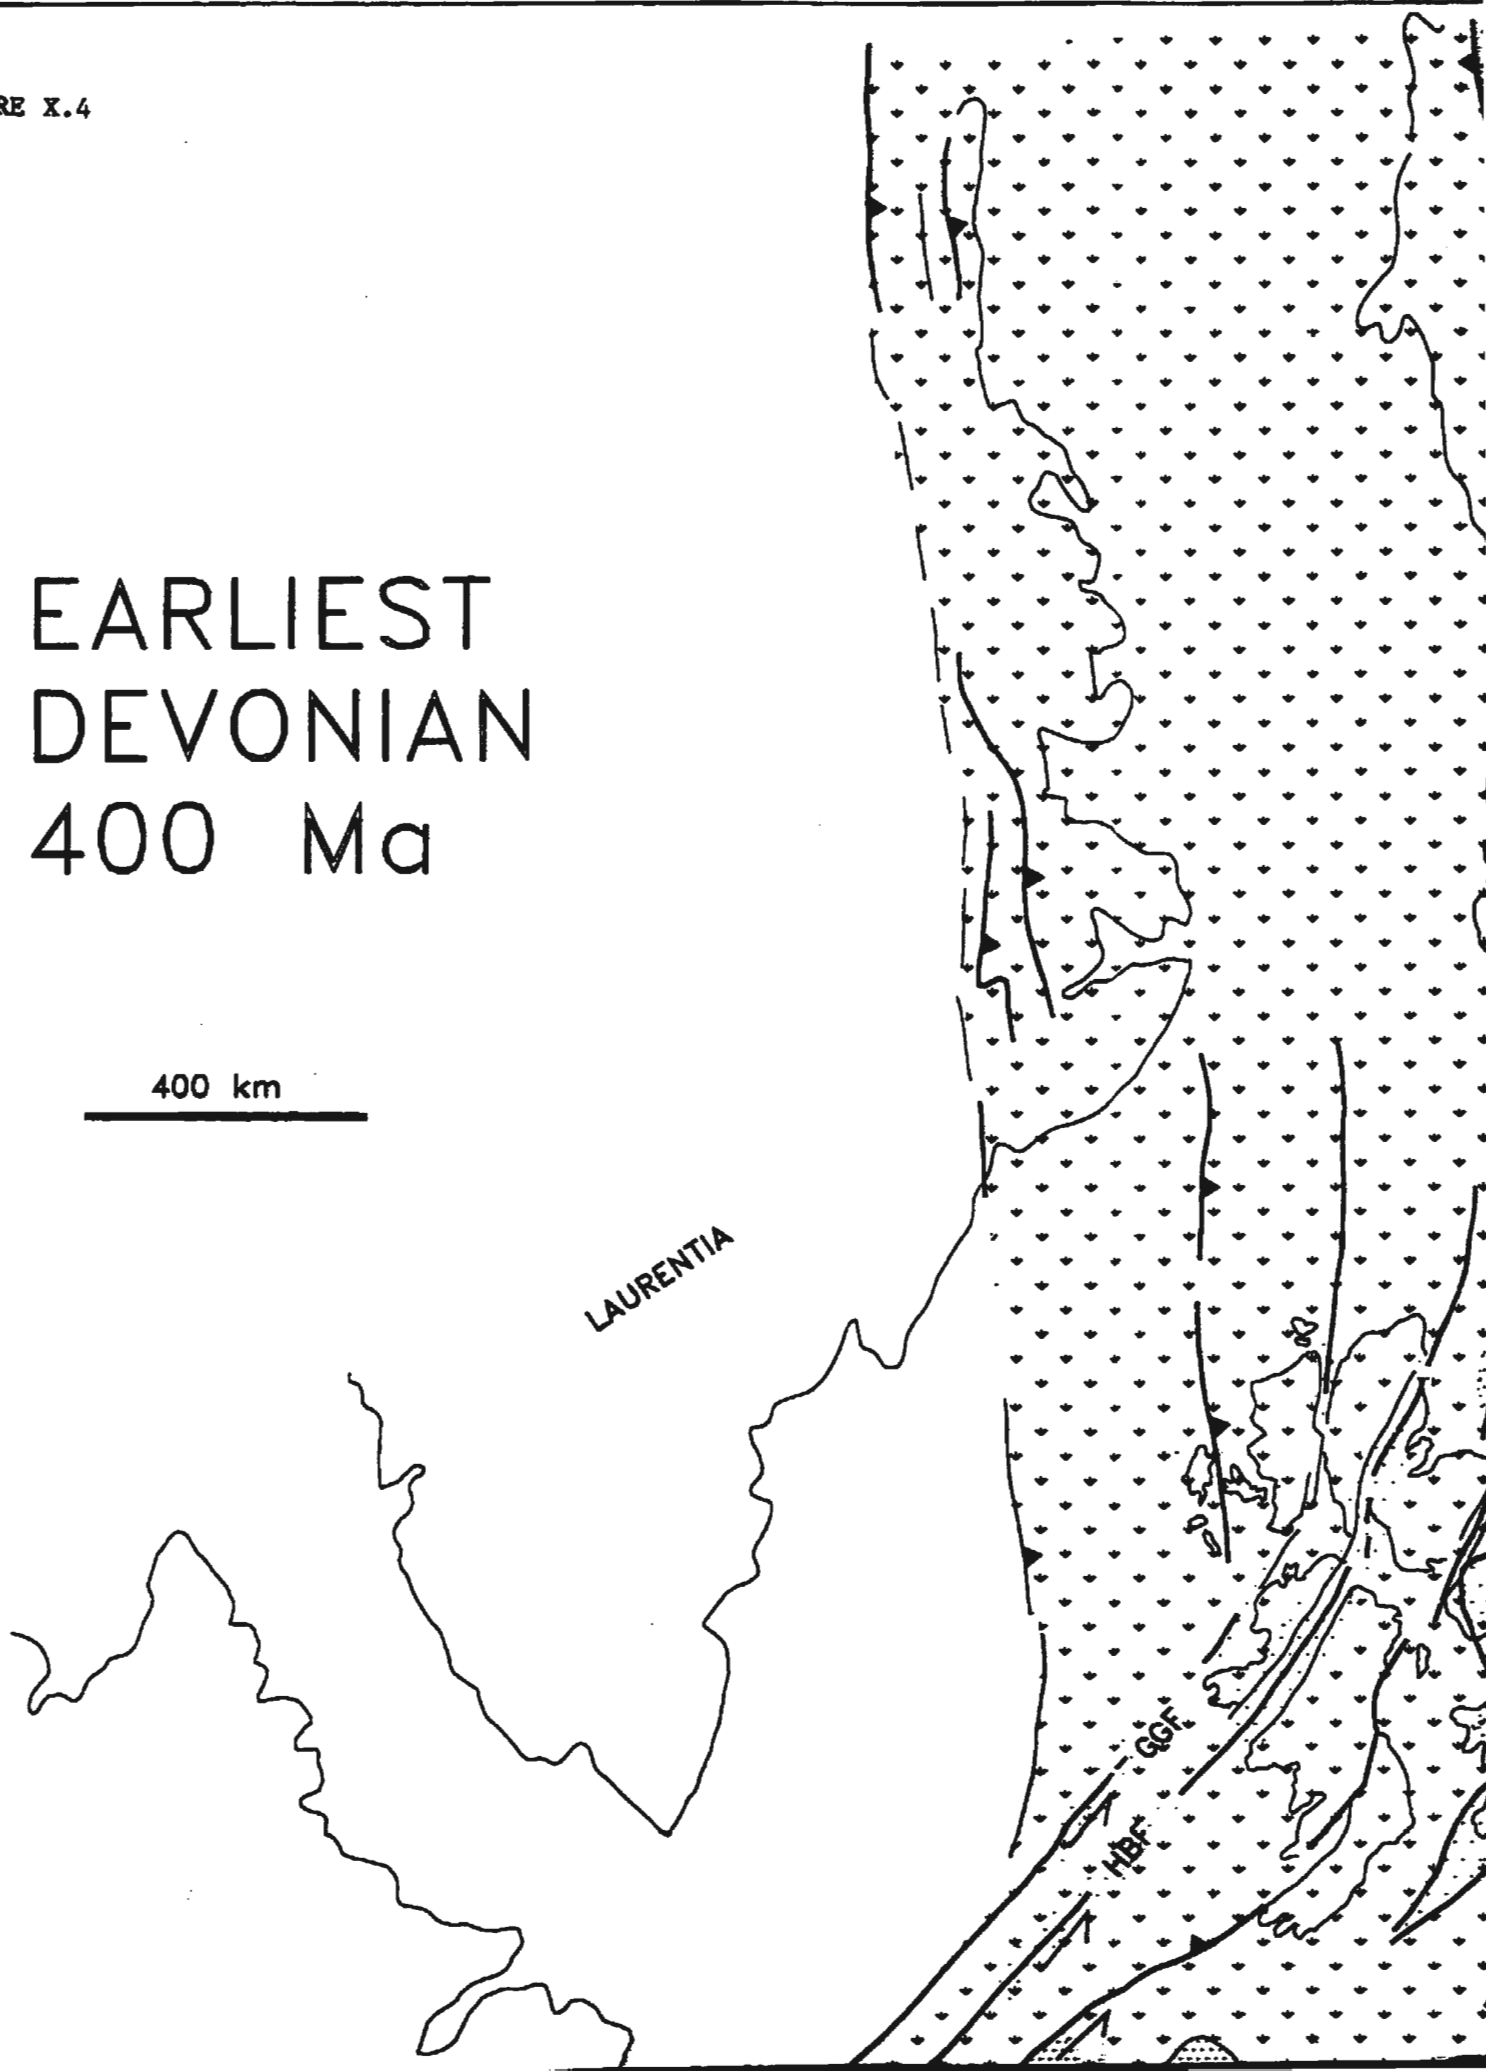 RE X.4
EARLIEST
DEVONIAN
400 Ma
400 km
LAURENTIA
GGF
HBF